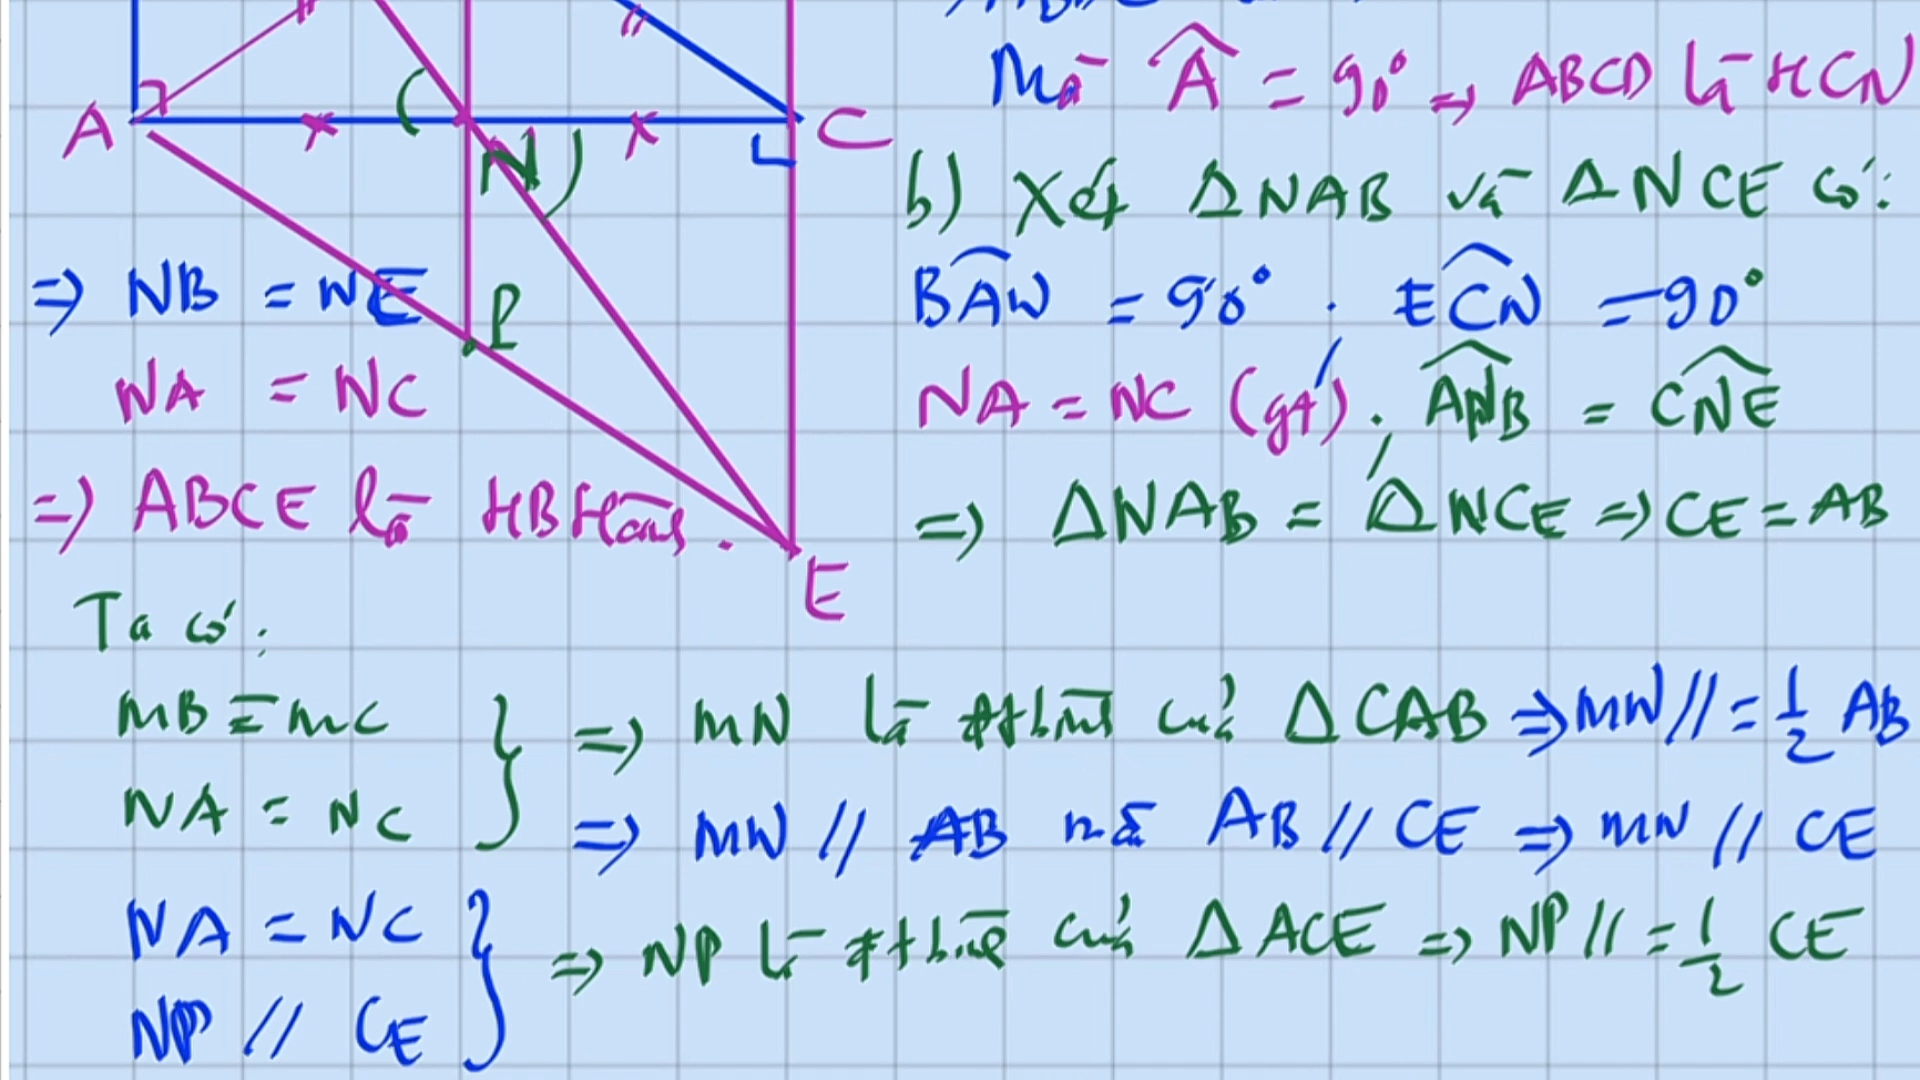 Mà Â = 90° => ABCD là HCN
A
N
C
b) Xét ΔNAB và ΔNCE có:
=> NB = NE
P
BAN = 90°. ECN = 90°
NA = NC
NA = NC (gt). ANB = CNE
=> ABCE là HBHành.
=> ΔNAB = ΔNCE => CE = AB
E
Ta có:
MB = MC
NA = NC
} => MN là đtbình của ΔCAB => MN // = 1/2 AB
=> MN // AB mà AB // CE => MN // CE
NA = NC
NP // CE
} => NP là đtbình của ΔACE => NP // = 1/2 CE